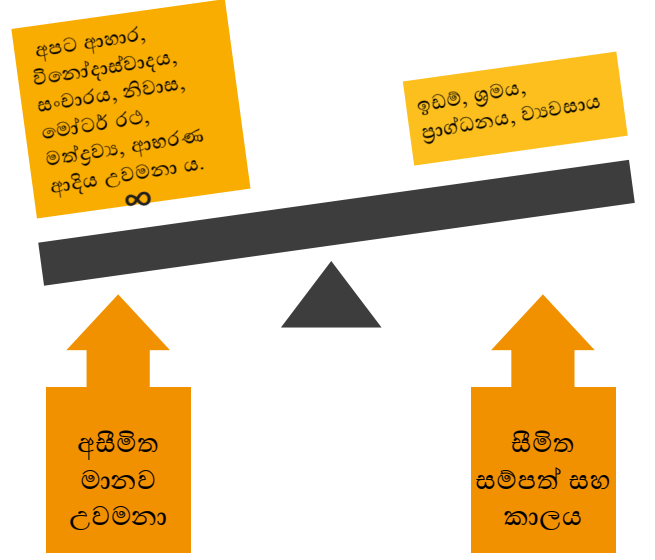 අපට ආහාර,
විනෝදාස්වාදය,
සංචාරය, නිවාස,
මෝටර් රථ,
මත්ද්‍රව්‍ය, ආභරණ
ආදිය උවමනා ය.
∞
ඉඩම්, ශ්‍රමය,
ප්‍රාග්ධනය, ව්‍යවසාය
අසීමිත
මානව
උවමනා
සීමිත
සම්පත් සහ
කාලය